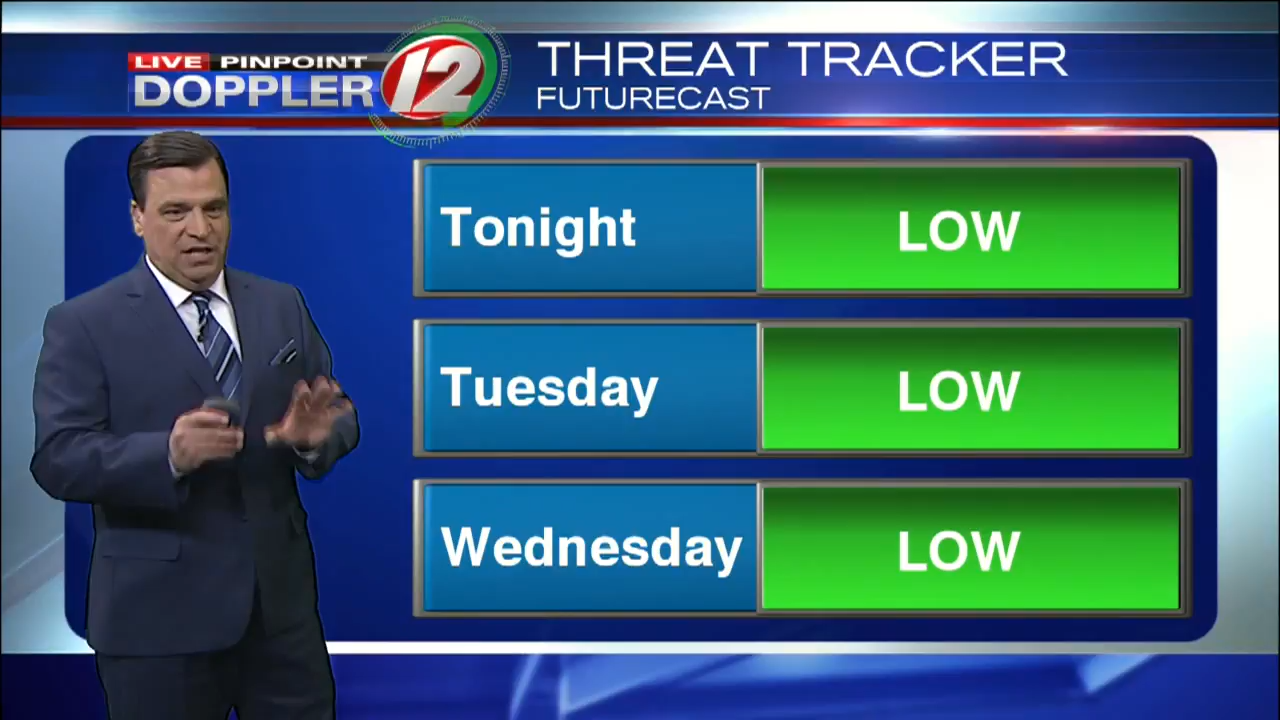 LIVE PINPOINT
DOPPLER 12
THREAT TRACKER
FUTURECAST
Tonight LOW
Tuesday LOW
Wednesday LOW